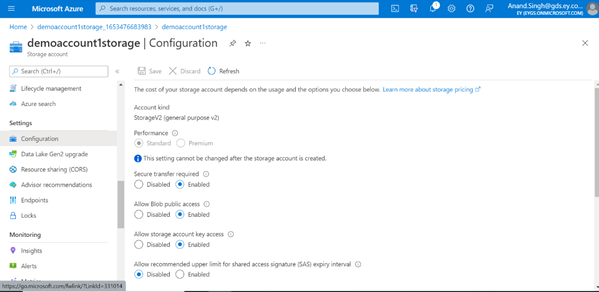 Microsoft Azure
Search resources, services, and docs (G+/)
Anand.Singh@gds.ey.co...
EY (EYGS.ONMICROSOFT.COM)
Home > demoaccount1storage_1653476683983 > demoaccount1storage
demoaccount1storage | Configuration
Storage account
Search (Ctrl+/)
Save Discard Refresh
Lifecycle management
Azure search
Settings
Configuration
Data Lake Gen2 upgrade
Resource sharing (CORS)
Advisor recommendations
Endpoints
Locks
Monitoring
Insights
Alerts
https://go.microsoft.com/fwlink/?LinkId=331014
The cost of your storage account depends on the usage and the options you choose below. Learn more about storage pricing
Account kind
StorageV2 (general purpose v2)
Performance
Standard Premium
This setting cannot be changed after the storage account is created.
Secure transfer required
Disabled Enabled
Allow Blob public access
Disabled Enabled
Allow storage account key access
Disabled Enabled
Allow recommended upper limit for shared access signature (SAS) expiry interval
Disabled Enabled